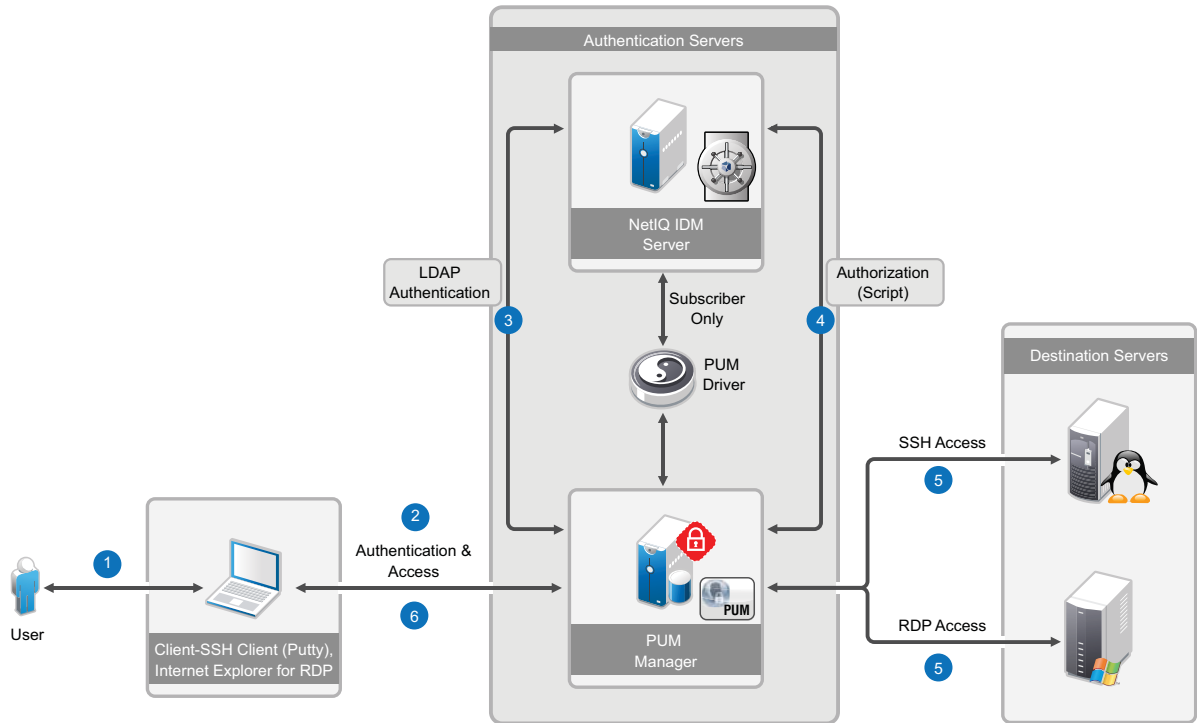 Authentication Servers
NetIQ IDM
Server
LDAP
Authentication
3
Authorization
(Script)
4
Subscriber
Only
PUM
Driver
Destination Servers
SSH Access
5
RDP Access
5
1
User
Client-SSH Client (Putty),
Internet Explorer for RDP
2
Authentication &
Access
6
PUM
PUM
Manager